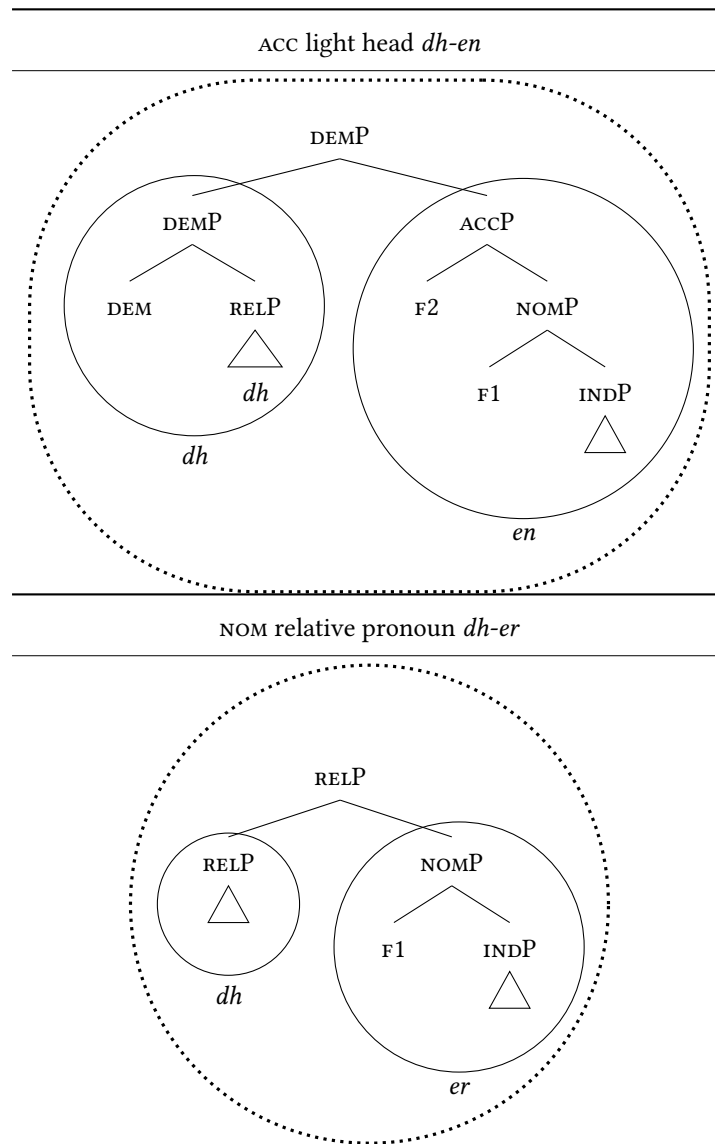 ACC light head dh-en
DEMP
DEMP ACCP
DEM RELP F2 NOMP
dh F1 INDP
dh
en
NOM relative pronoun dh-er
RELP
RELP NOMP
F1 INDP
dh
er